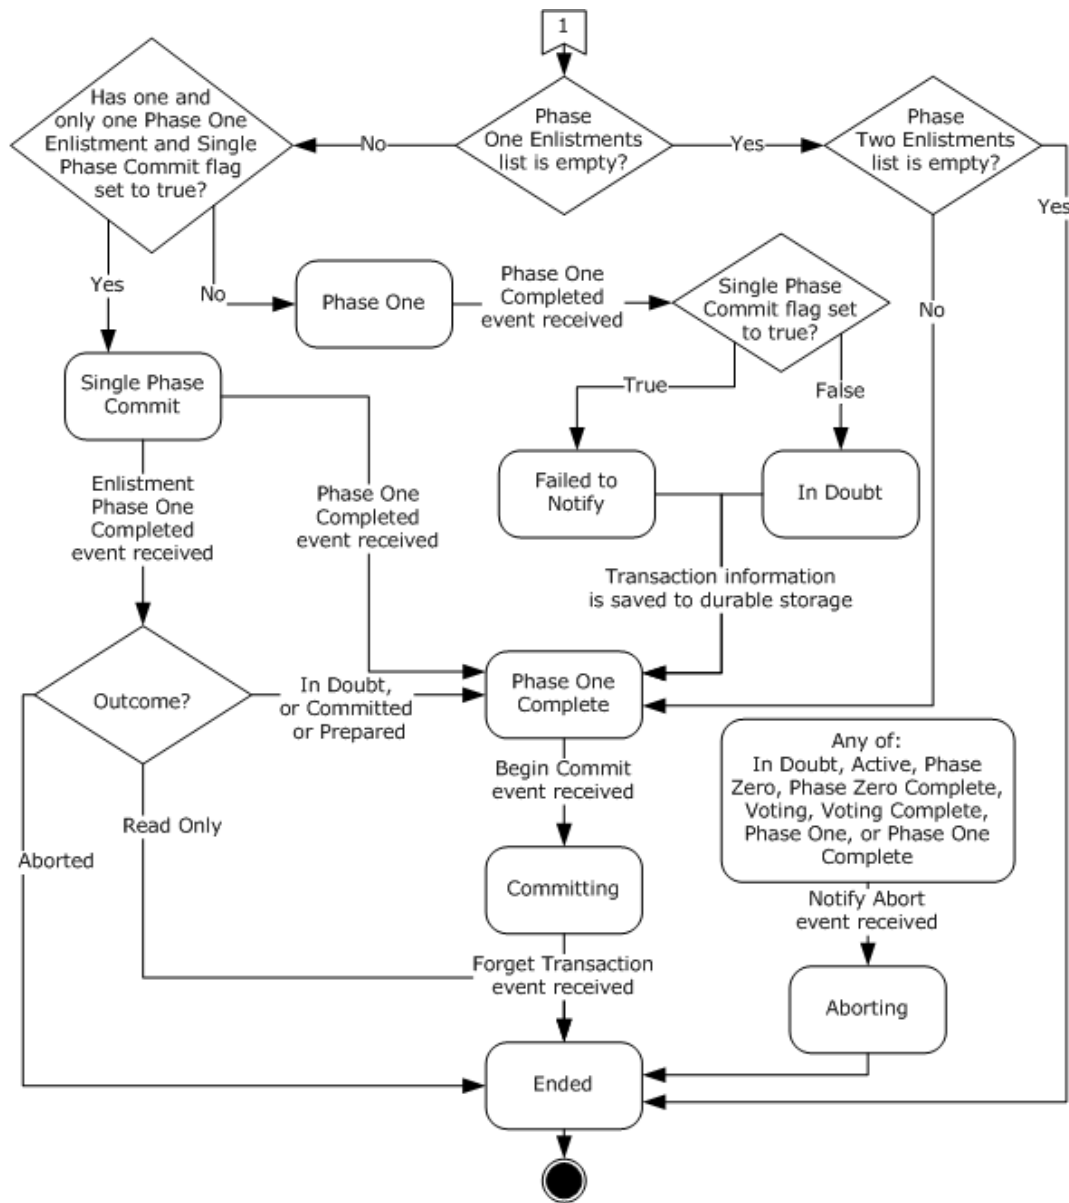 1
Has one and
only one Phase One
Enlistment and Single
Phase Commit flag
set to true?
No
Phase
One Enlistments
list is empty?
Yes
Phase
Two Enlistments
list is empty?
Yes
Yes
No
Phase One
Phase One
Completed
event received
Single Phase
Commit flag set
to true?
No
Single Phase
Commit
True
False
Enlistment
Phase One
Completed
event received
Phase One
Completed
event received
Failed to
Notify
In Doubt
Transaction information
is saved to durable storage
Outcome?
In Doubt,
or Committed
or Prepared
Phase One
Complete
Any of:
In Doubt, Active, Phase
Zero, Phase Zero Complete,
Voting, Voting Complete,
Phase One, or Phase One
Complete
Begin Commit
event received
Read Only
Aborted
Committing
Notify Abort
event received
Forget Transaction
event received
Aborting
Ended